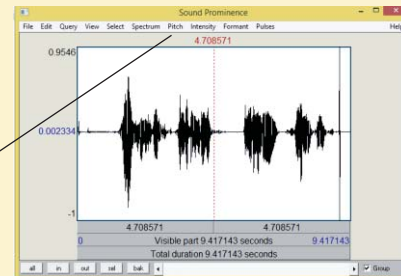 Sound Prominence
File Edit Query View Select Spectrum Pitch Intensity Formant Pulses Help
4.708571
0.9546
0.002334
-1
4.708571 4.708571
0 Visible part 9.417143 seconds 9.417143
Total duration 9.417143 seconds
all in out sel bak Group